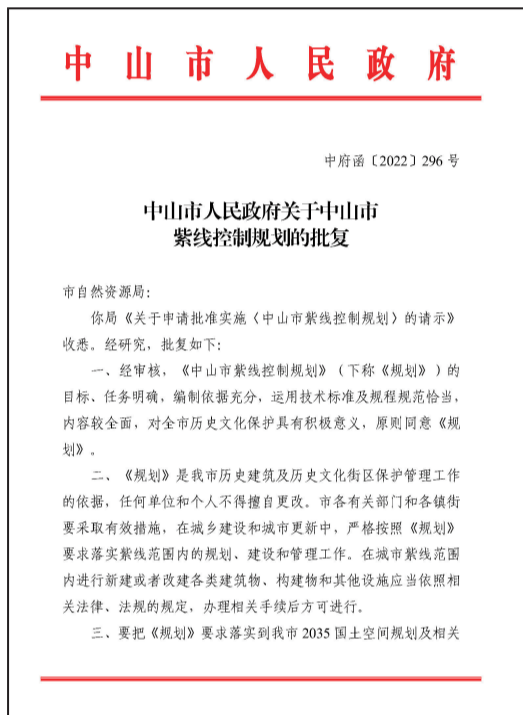 中山市人民政府
中府函〔2022〕296号
中山市人民政府关于中山市
紫线控制规划的批复
市自然资源局：
你局《关于申请批准实施〈中山市紫线控制规划〉的请示》
收悉。经研究，批复如下：
一、经审核，《中山市紫线控制规划》（下称《规划》）的
目标、任务明确，编制依据充分，运用技术标准及规程规范恰当，
内容较全面，对全市历史文化保护具有积极意义，原则同意《规
划》。
二、《规划》是我市历史建筑及历史文化街区保护管理工作
的依据，任何单位和个人不得擅自更改。市各有关部门和各镇街
要采取有效措施，在城乡建设和城市更新中，严格按照《规划》
要求落实紫线范围内的规划、建设和管理工作。在城市紫线范围
内进行新建或者改建各类建筑物、构建物和其他设施应当依照相
关法律、法规的规定，办理相关手续后方可进行。
三、要把《规划》要求落实到我市2035国土空间规划及相关